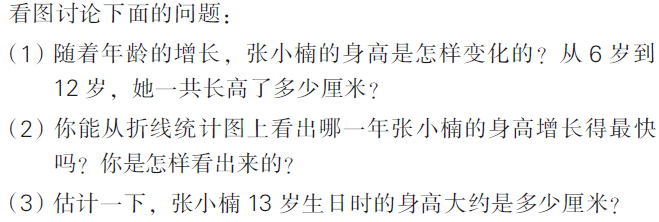 看图讨论下面的问题：
（1）随着年龄的增长，张小楠的身高是怎样变化的？从 6 岁到
12 岁，她一共长高了多少厘米？
（2）你能从折线统计图上看出哪一年张小楠的身高增长得最快
吗？你是怎样看出来的？
（3）估计一下，张小楠 13 岁生日时的身高大约是多少厘米？